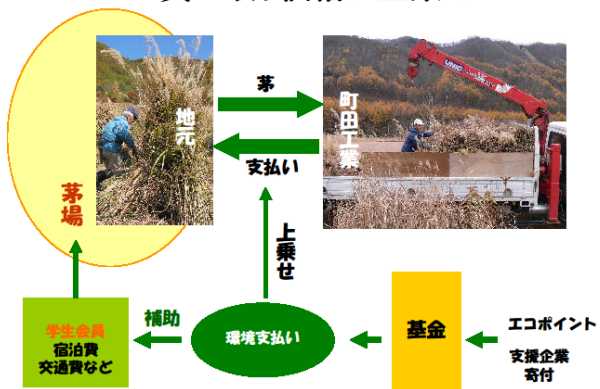 地元
茅
町田工業
UNIC
支払い
茅場
上乗せ
学生会員
宿泊費
交通費など
補助
環境支払い
基金
エコポイント
支援企業
寄付